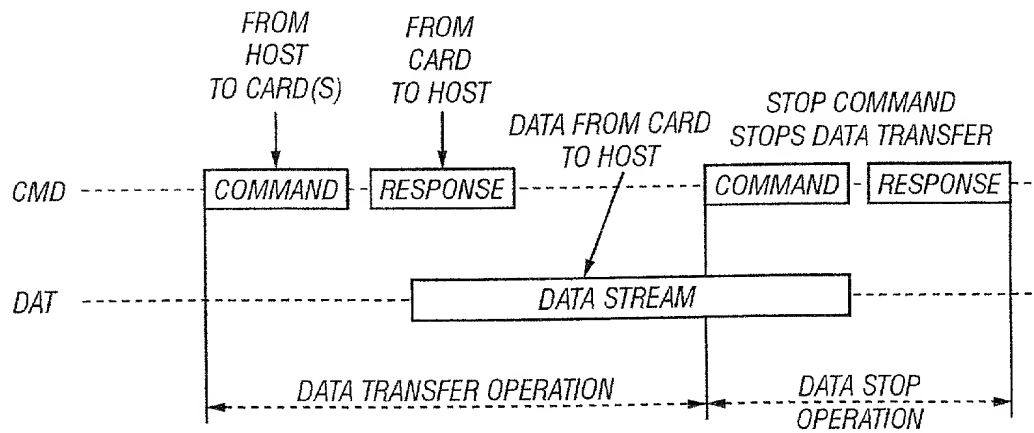 FROM
HOST
TO CARD(S)
FROM
CARD
TO HOST
DATA FROM CARD
TO HOST
STOP COMMAND
STOPS DATA TRANSFER
CMD
COMMAND
RESPONSE
COMMAND
RESPONSE
DAT
DATA STREAM
DATA TRANSFER OPERATION
DATA STOP
OPERATION